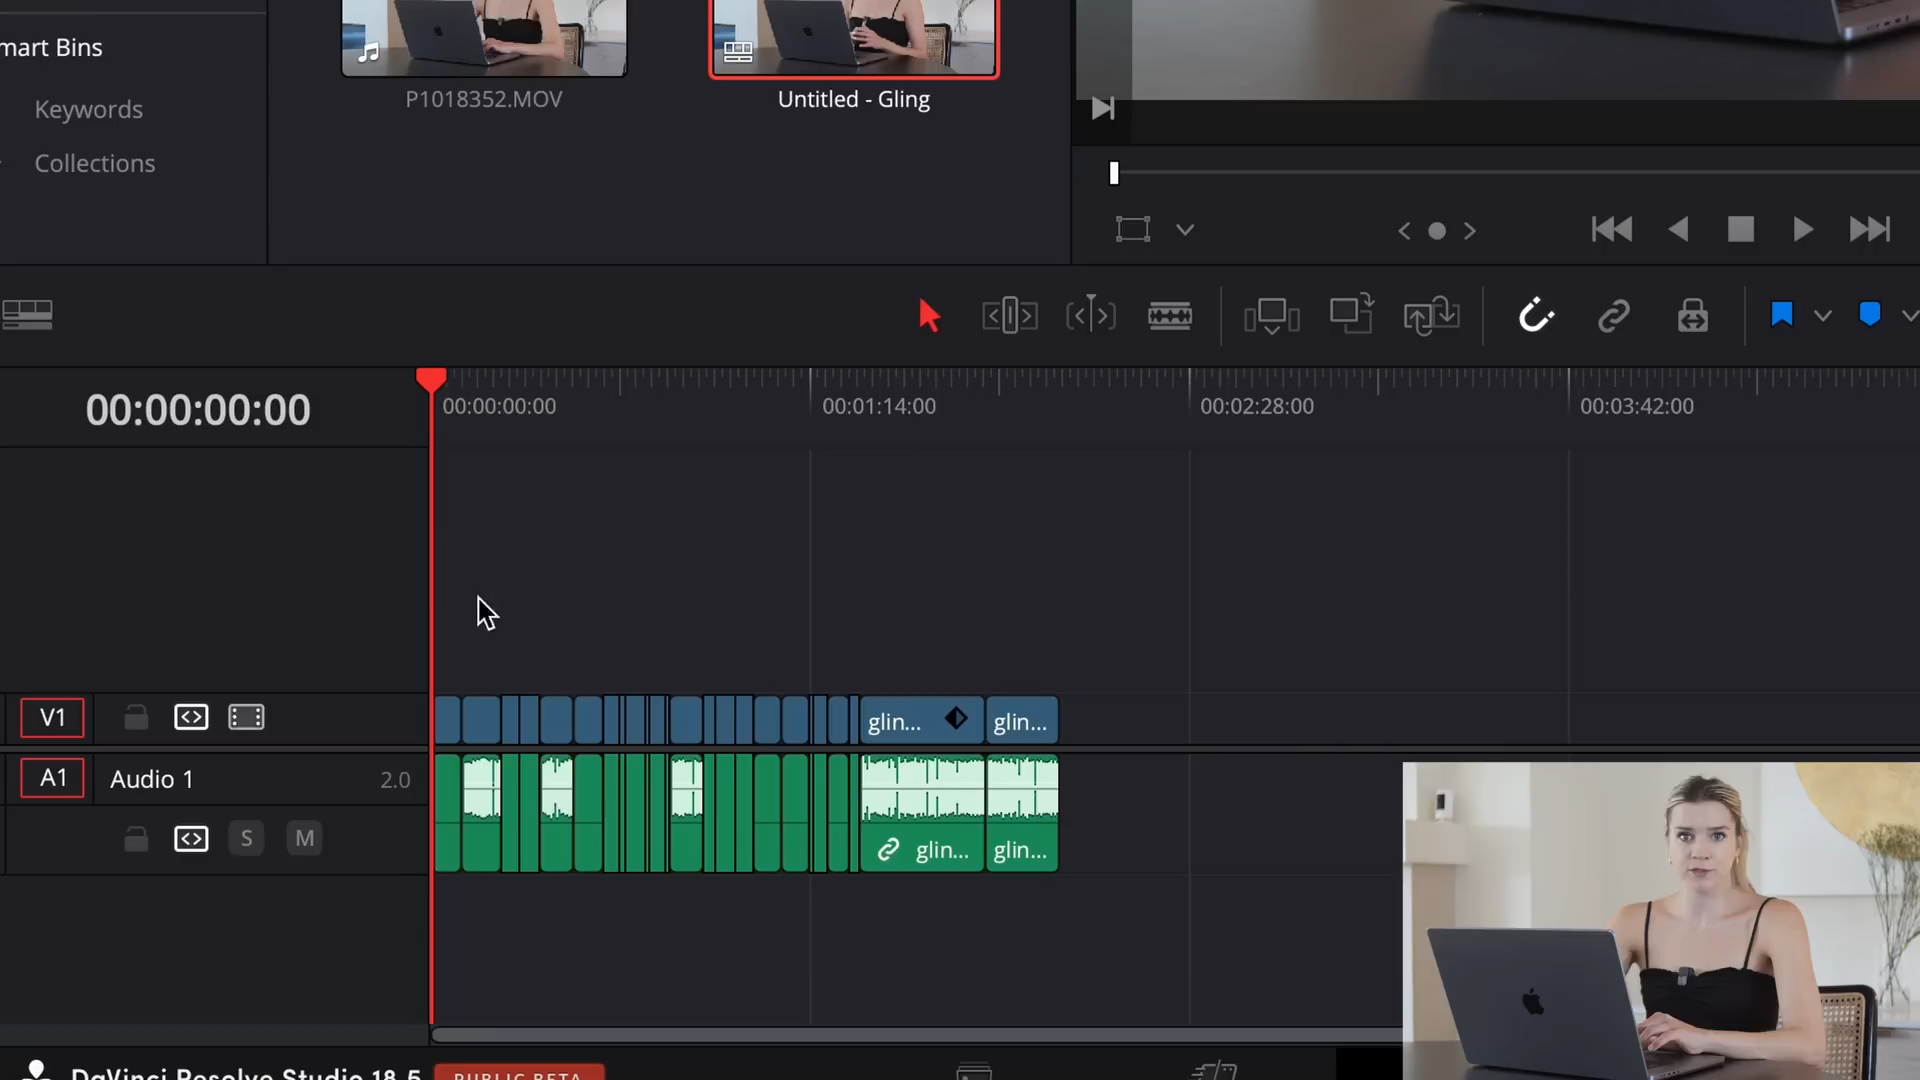 mart Bins
Keywords
Collections
P1018352.MOV
Untitled - Gling
00:00:00:00
00:00:00:00
00:01:14:00
00:02:28:00
00:03:42:00
V1
glin...
glin...
A1
Audio 1
2.0
S
M
glin...
glin...
DaVinci Resolve Studio 18.5
PUBLIC BETA